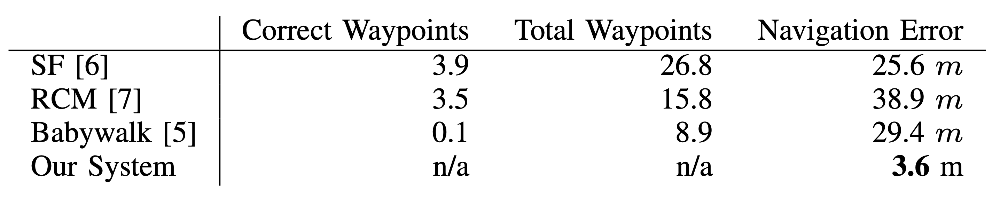 Correct Waypoints Total Waypoints Navigation Error
SF [6] 3.9 26.8 25.6 m
RCM [7] 3.5 15.8 38.9 m
Babywalk [5] 0.1 8.9 29.4 m
Our System n/a n/a 3.6 m